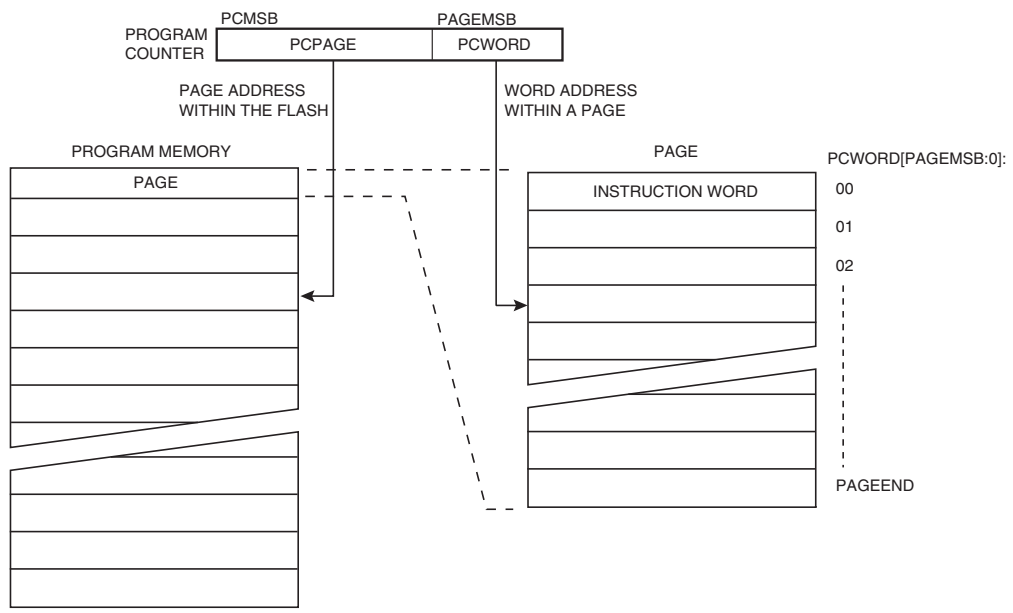 PCMSB PAGEMSB
PROGRAM
COUNTER
PCPAGE PCWORD
PAGE ADDRESS
WITHIN THE FLASH
WORD ADDRESS
WITHIN A PAGE
PROGRAM MEMORY
PAGE
PAGE
PCWORD[PAGEMSB:0]:
INSTRUCTION WORD
00
01
02
PAGEEND